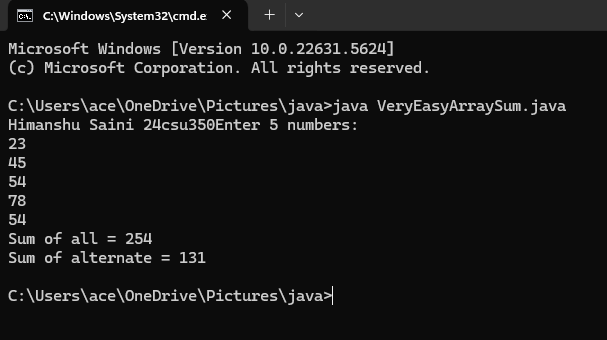 C:\Windows\System32\cmd.e
Microsoft Windows [Version 10.0.22631.5624]
(c) Microsoft Corporation. All rights reserved.
C:\Users\ace\OneDrive\Pictures\java>java VeryEasyArraySum.java
Himanshu Saini 24csu350Enter 5 numbers:
23
45
54
78
54
Sum of all = 254
Sum of alternate = 131
C:\Users\ace\OneDrive\Pictures\java>